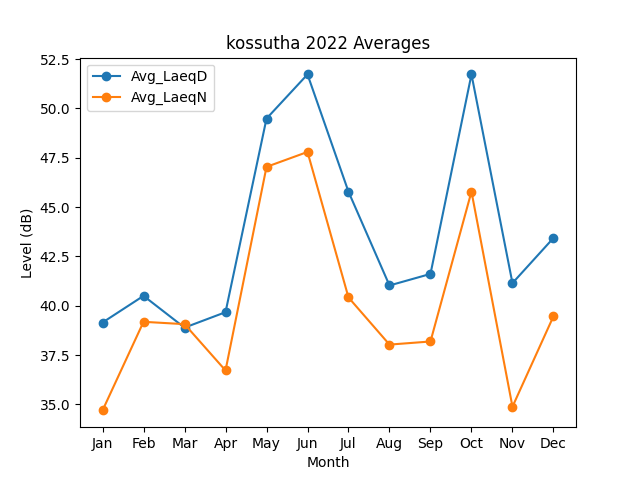 kossutha 2022 Averages
Avg_LaeqD
Avg_LaeqN
Level (dB)
52.5
50.0
47.5
45.0
42.5
40.0
37.5
35.0
Jan Feb Mar Apr May Jun Jul Aug Sep Oct Nov Dec
Month